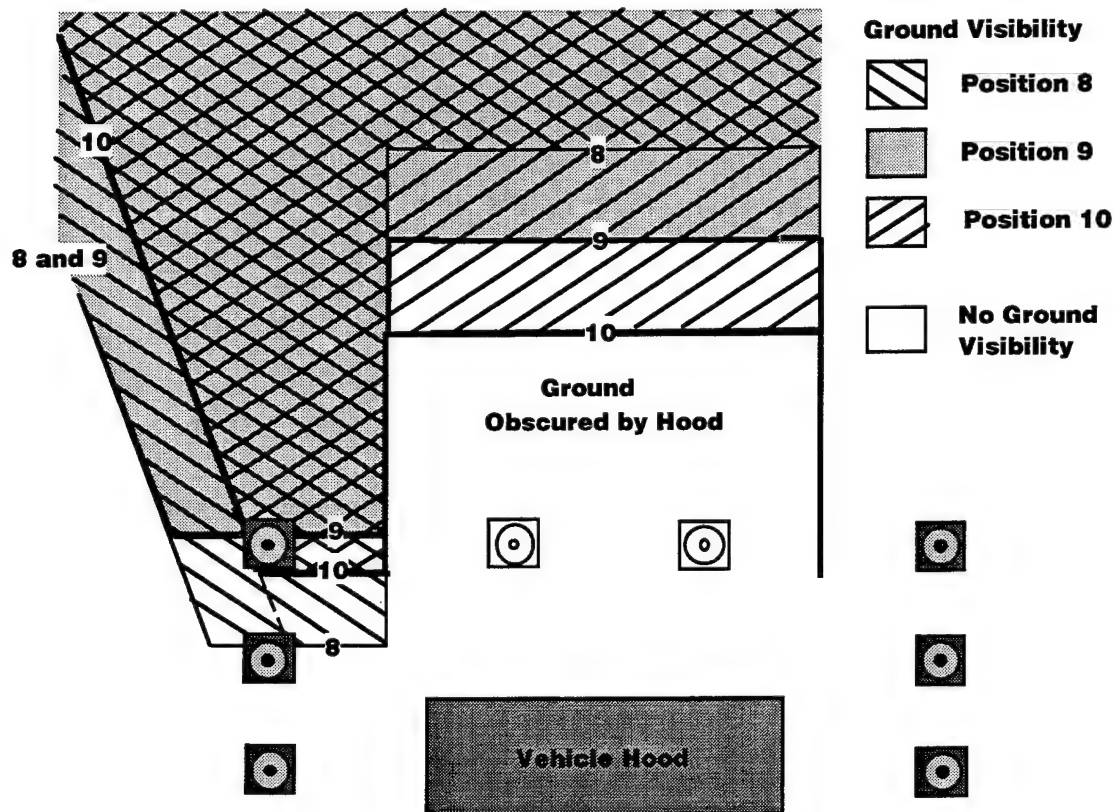 Ground Visibility
Position 8
Position 9
Position 10
No Ground
Visibility
10
8
8 and 9
9
10
Ground
Obscured by Hood
9
10
8
Vehicle Hood